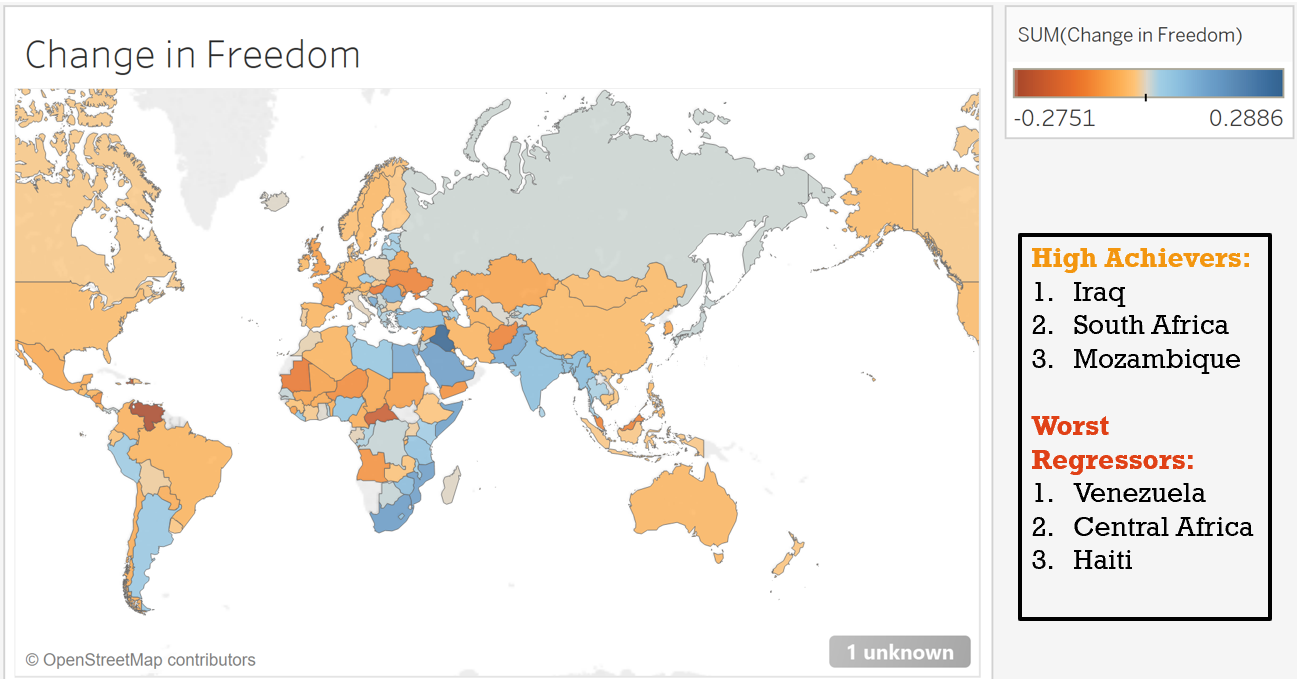 Change in Freedom
SUM(Change in Freedom)
-0.2751 0.2886
High Achievers:
1. Iraq
2. South Africa
3. Mozambique
Worst
Regressors:
1. Venezuela
2. Central Africa
3. Haiti
© OpenStreetMap contributors
1 unknown